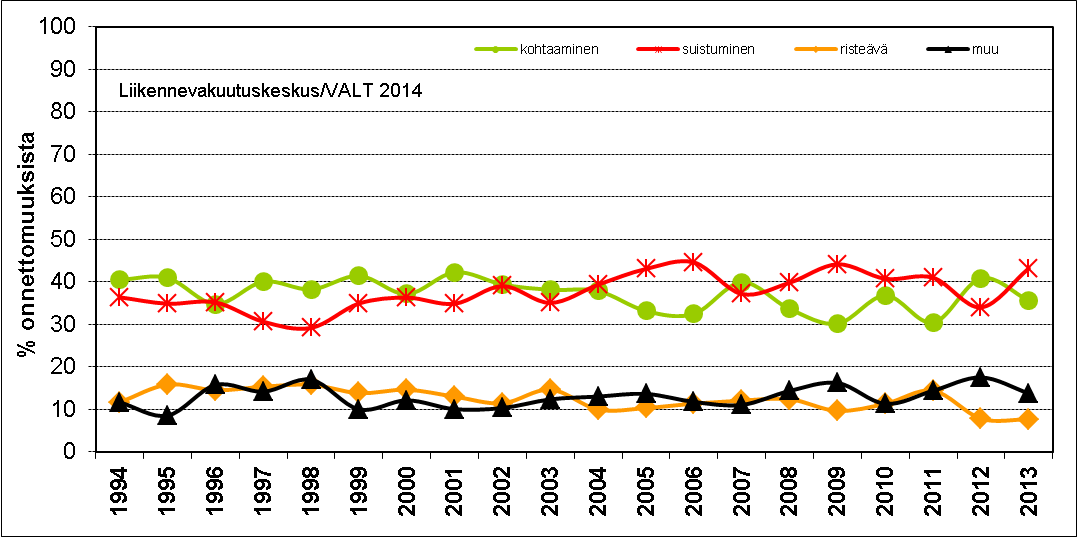 100
90
80
70
60
50
40
30
20
10
0
% onnettomuuksista
kohtaaminen suistuminen risteävä muu
Liikennevakuutuskeskus/VALT 2014
1994 1995 1996 1997 1998 1999 2000 2001 2002 2003 2004 2005 2006 2007 2008 2009 2010 2011 2012 2013